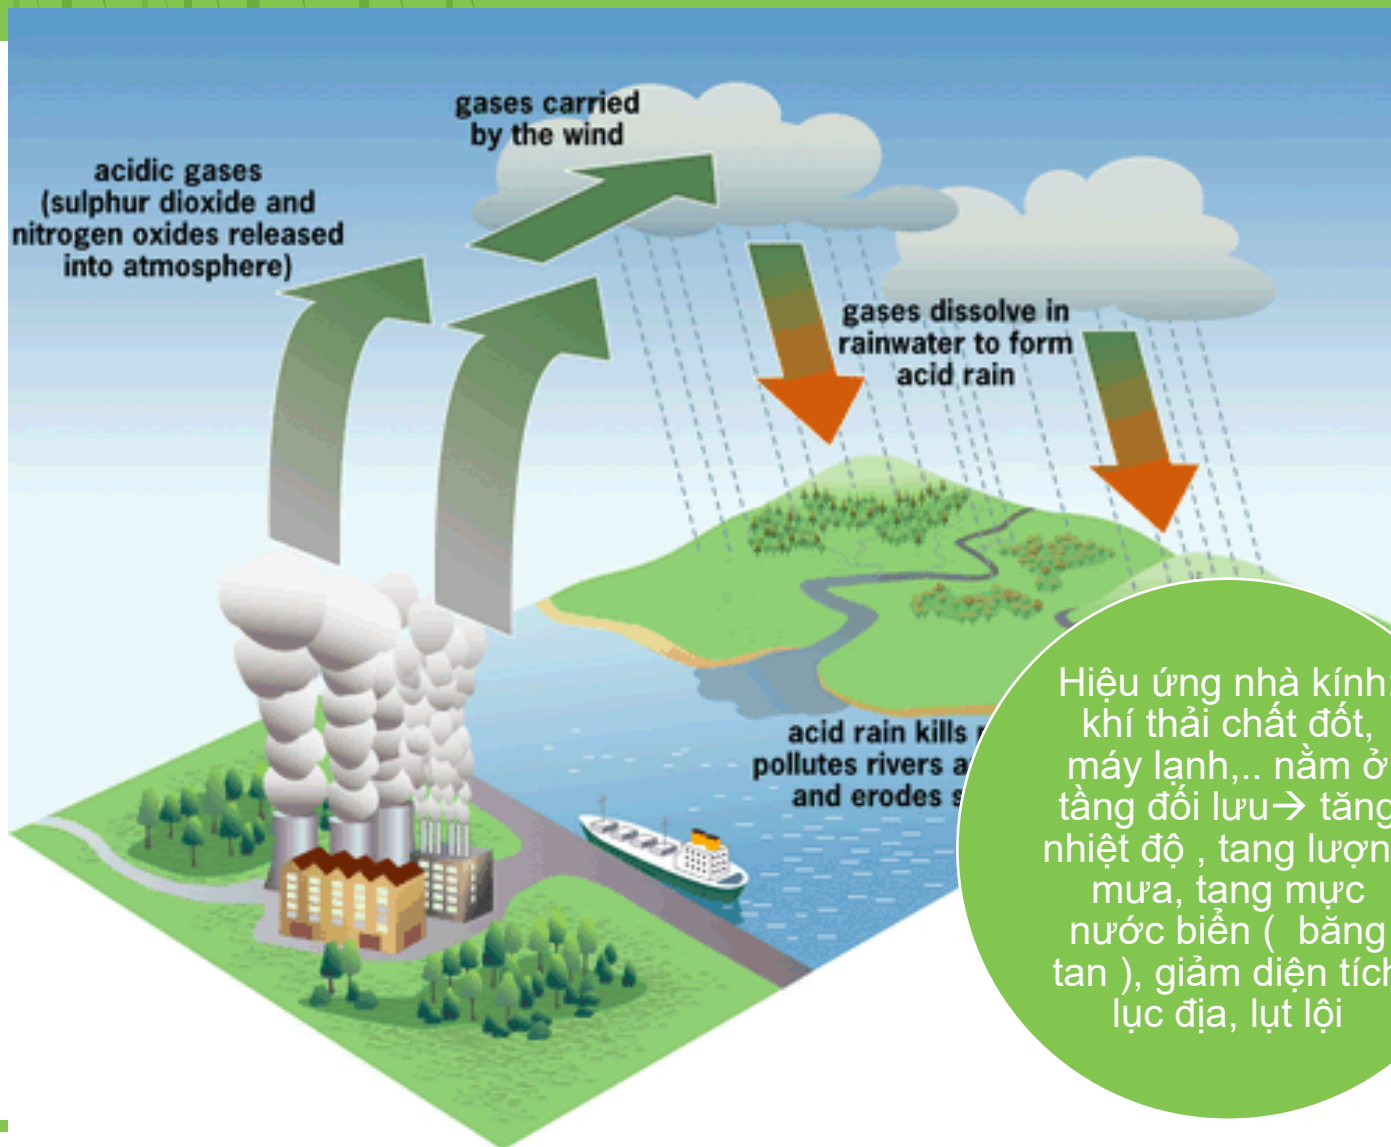 gases carried
by the wind
acidic gases
(sulphur dioxide and
nitrogen oxides released
into atmosphere)
gases dissolve in
rainwater to form
acid rain
acid rain kills
pollutes rivers
and erodes
Hiệu ứng nhà kính:
khí thải chất đốt,
máy lạnh,.. nằm ở
tầng đối lưu→ tăng
nhiệt độ , tang
mưa, tang mực
nước biển ( băng
tan ), giảm diện tích
lục địa, lụt lội